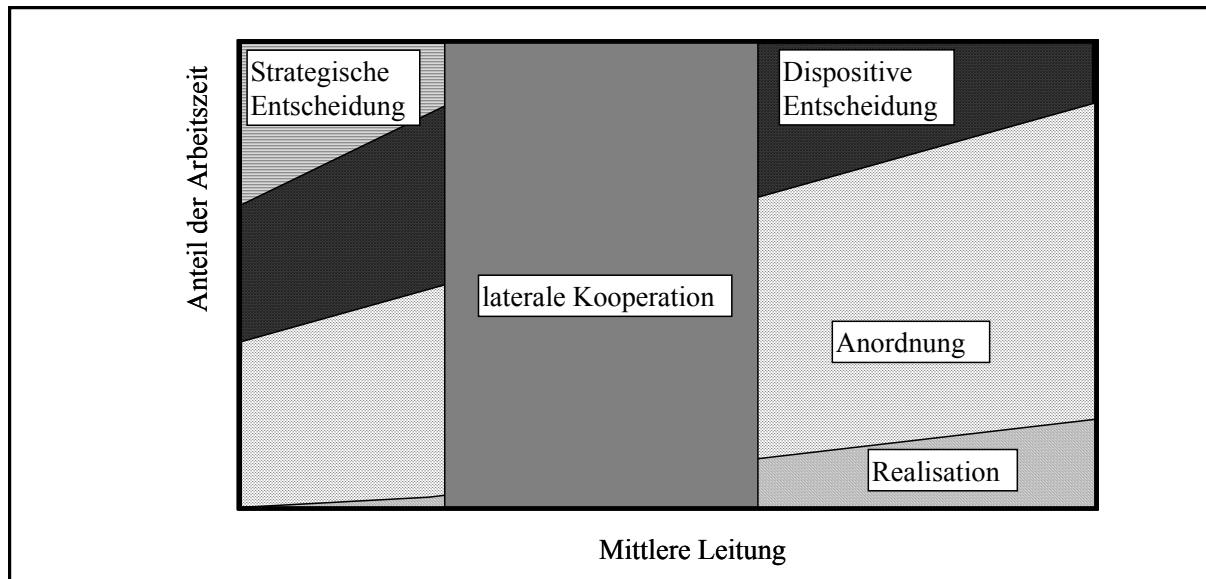 Anteil der Arbeitszeit
Strategische
Entscheidung
Dispositive
Entscheidung
laterale Kooperation
Anordnung
Realisation
Mittlere Leitung